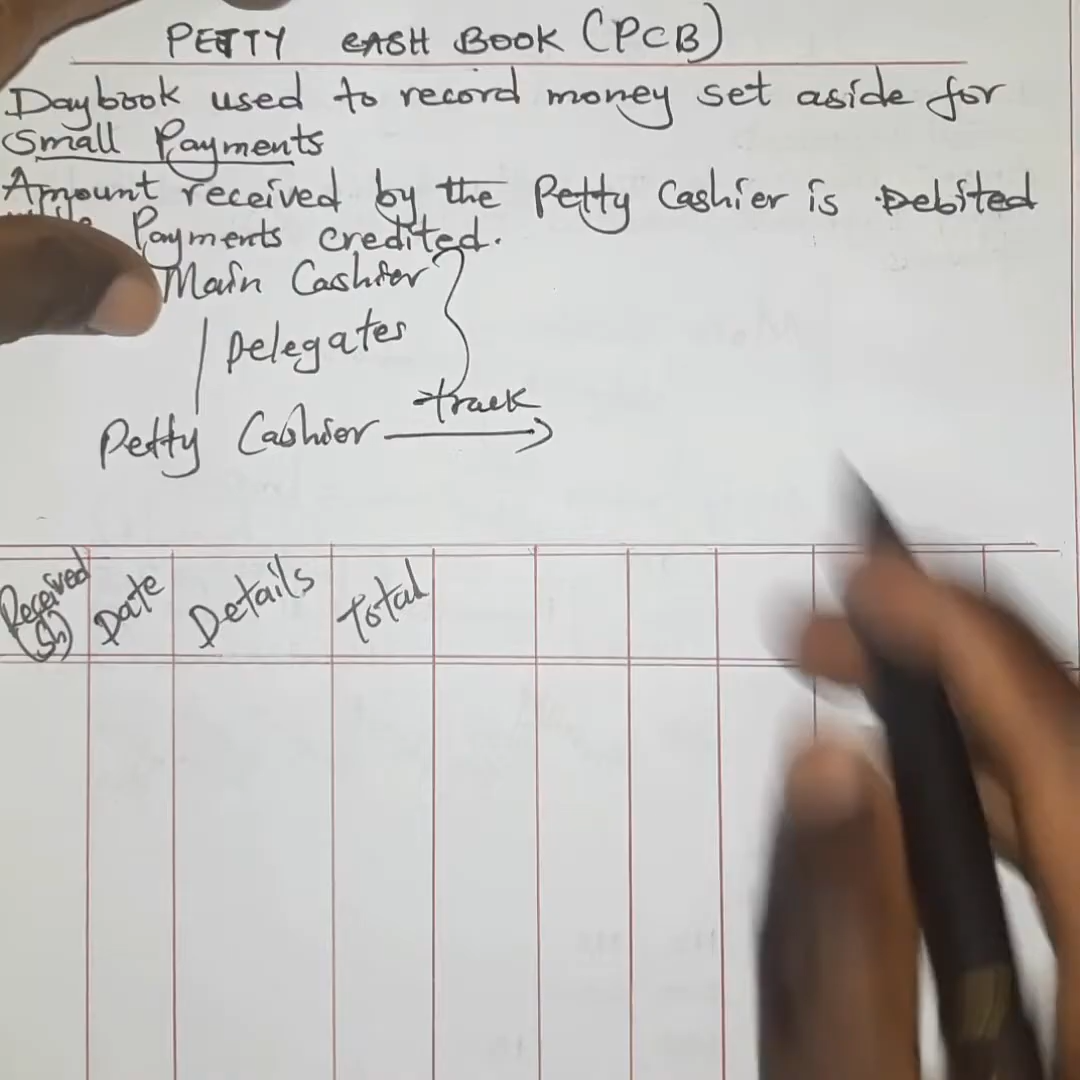 PETTY CASH BOOK (PCB)
Daybook used to record money set aside for
Small Payments
Amount received by the Petty Cashier is Debited
Payments credited.
Main Cashier
Delegates
track
Petty Cashier
Received (Sh) Date Details Total